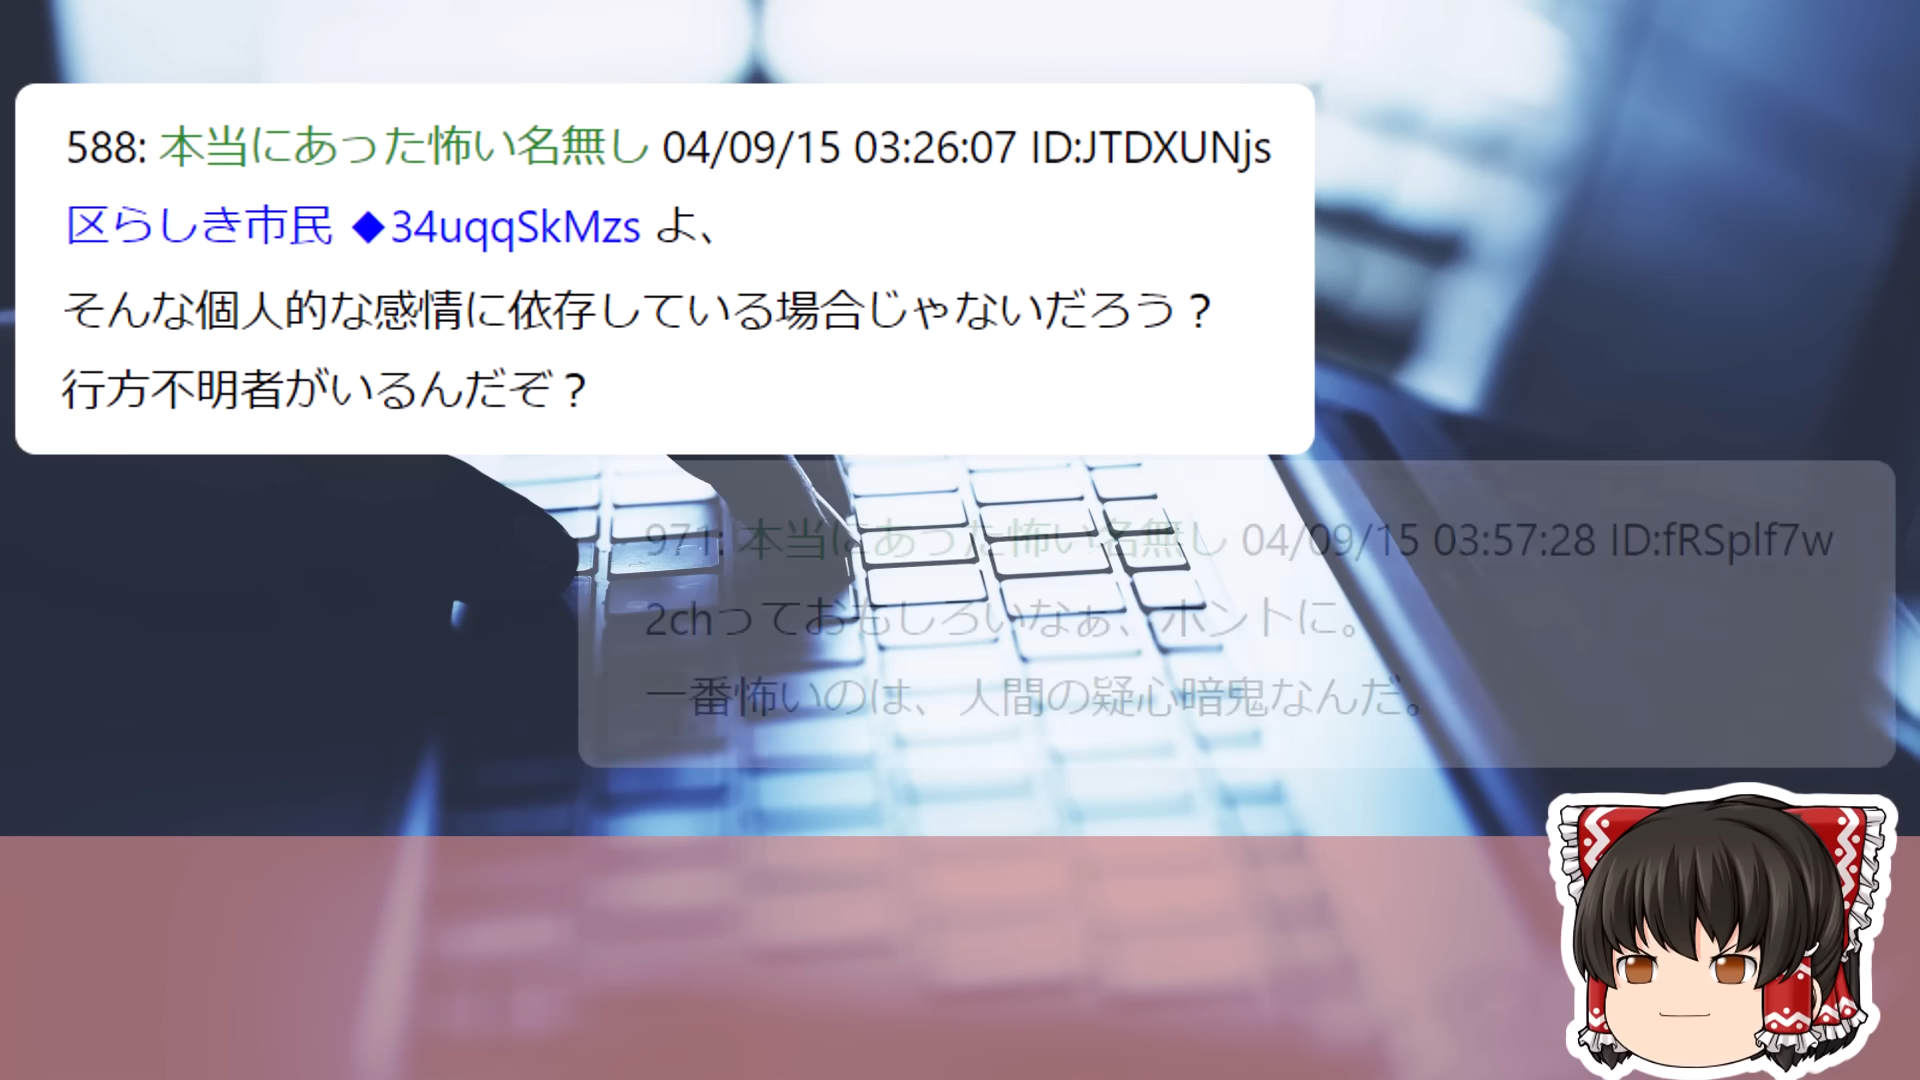 588: 本当にあった怖い名無し 04/09/15 03:26:07 ID:JTDXUNjs
区らしき市民 ◆34uqqSkMzs よ、
そんな個人的な感情に依存している場合じゃないだろう？
行方不明者がいるんだぞ？
971: 本当にあった怖い名無し 04/09/15 03:57:28 ID:fRSplf7w
2chっておもしろいなぁ、ホントに。
一番怖いのは、人間の疑心暗鬼なんだ。